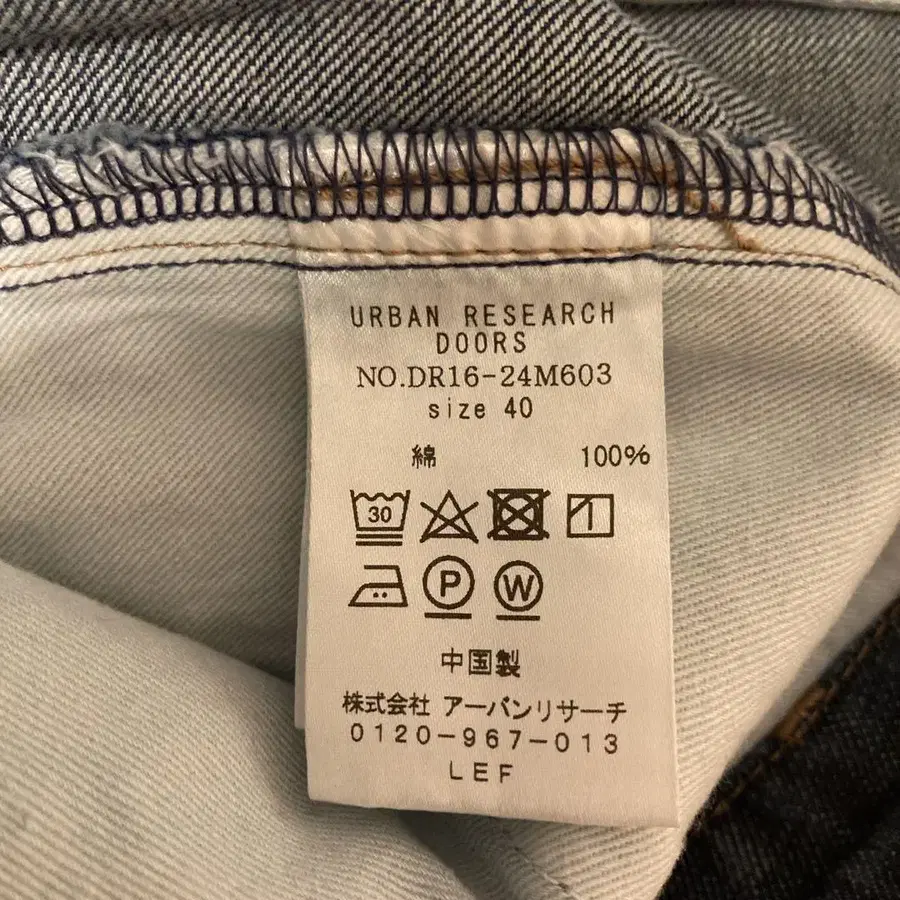 URBAN RESEARCH
DOORS
NO.DR16-24M603
size 40
綿 100%
30
P W
中国製
株式会社 アーバンリサーチ
0120-967-013
LEF